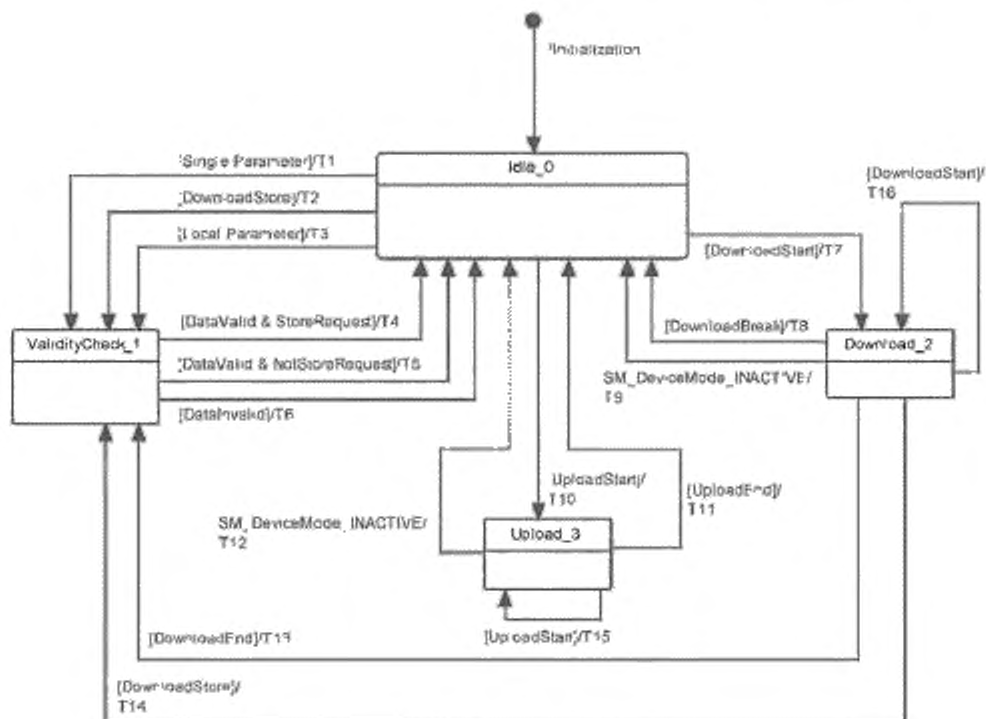 Initialization
[Single Parameter]/T1
Idle_0
[DownloadStart]/
T16
[DownloadStore]/T2
[Local Parameter]/T3
[DownloadStart]/T7
[DataValid & StoreRequest]/T4
[DownloadBreak]/T8
ValidityCheck_1
Download_2
[DataValid & NotStoreRequest]/T5
SM_DeviceMode_INACTIVE/
T9
[DataInvalid]/T6
UploadStart]/
T10
[UploadEnd]/
T11
SM_DeviceMode_INACTIVE/
T12
Upload_3
[DownloadEnd]/T13
[UploadStart]/T15
[DownloadStore]/
T14